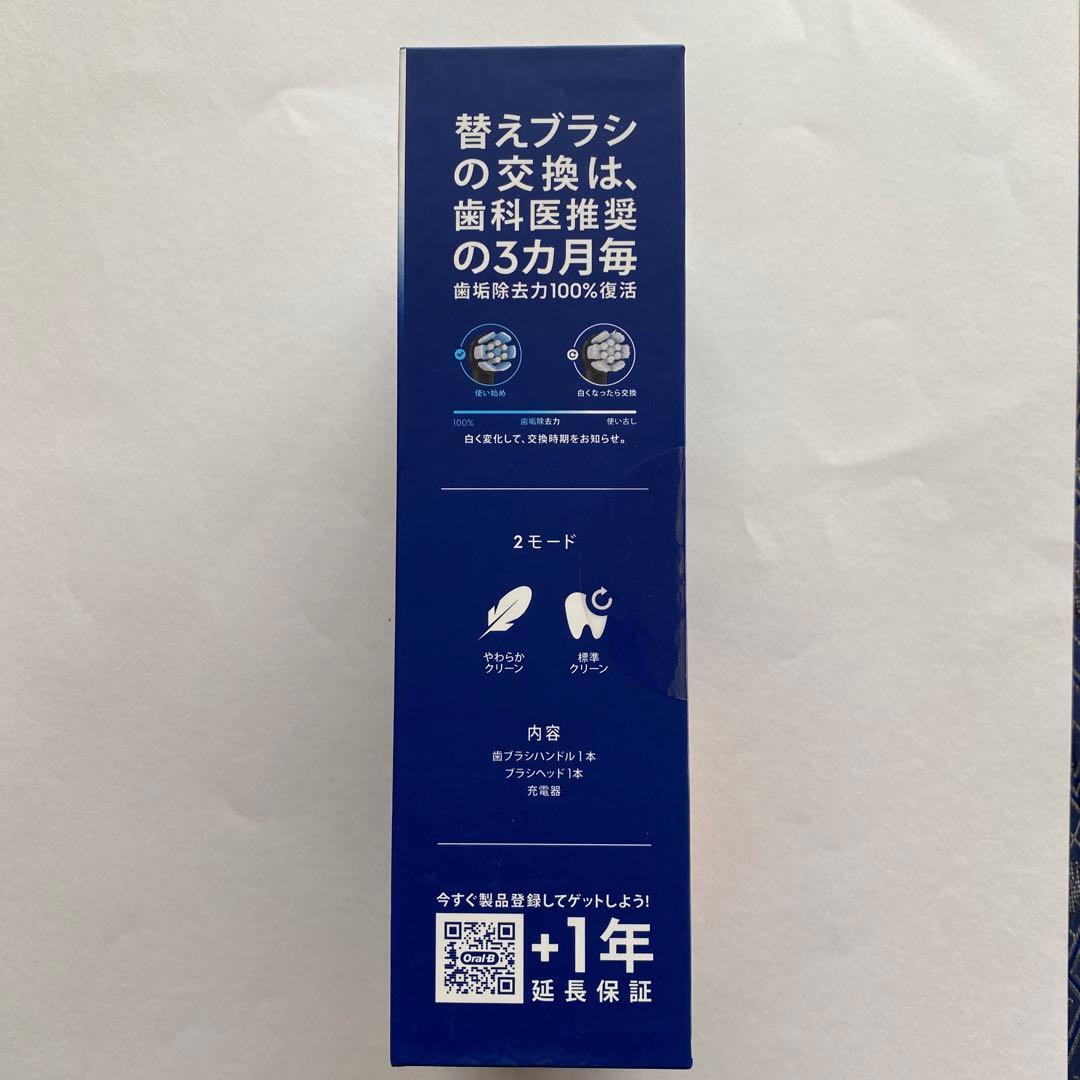 替えブラシ
の交換は、
歯科医推奨
の3カ月毎
歯垢除去力100%復活
使い始め
白くなったら交換
100%
歯垢除去力
使い古し
白く変化して、交換時期をお知らせ。
2モード
やわらか
クリーン
標準
クリーン
内容
歯ブラシハンドル1本
ブラシヘッド1本
充電器
今すぐ製品登録してゲットしよう!
Oral-B
+1年
延長保証